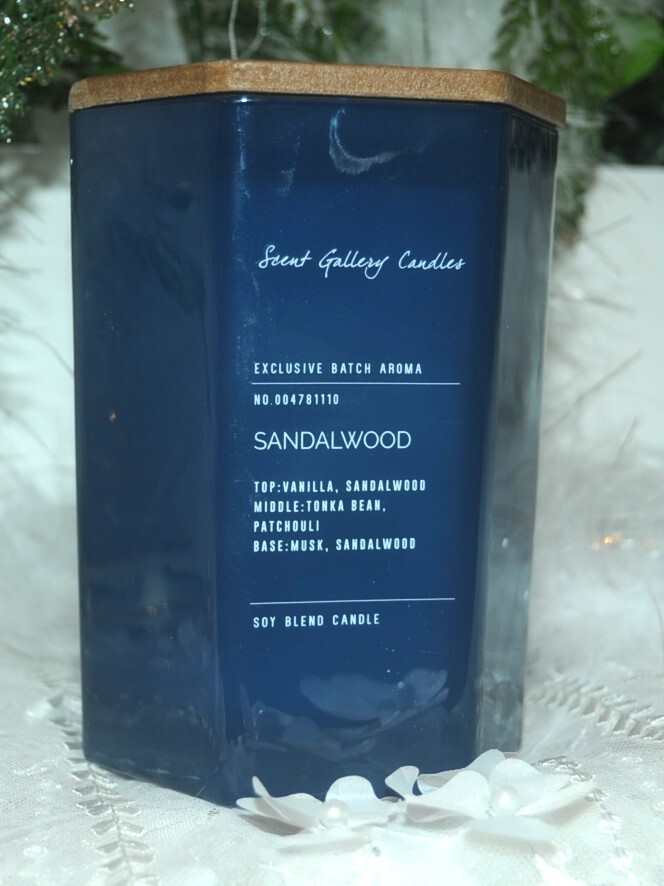 Scent Gallery Candles
EXCLUSIVE BATCH AROMA
NO.004781110
SANDALWOOD
TOP:VANILLA, SANDALWOOD
MIDDLE:TONKA BEAN,
PATCHOULI
BASE:MUSK, SANDALWOOD
SOY BLEND CANDLE